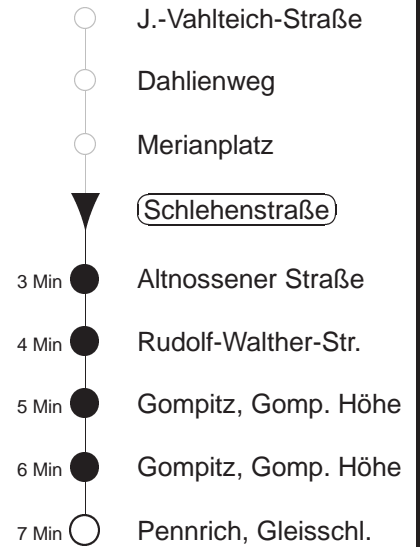 J.-Vahlteich-Straße
Dahlienweg
Merianplatz
Schlehenstraße
3 Min Altnossener Straße
4 Min Rudolf-Walther-Str.
5 Min Gompitz, Gomp. Höhe
6 Min Gompitz, Gomp. Höhe
7 Min Pennrich, Gleisschl.